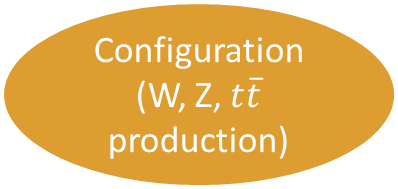 Configuration
(W, Z, 𝑡𝑡̄
production)